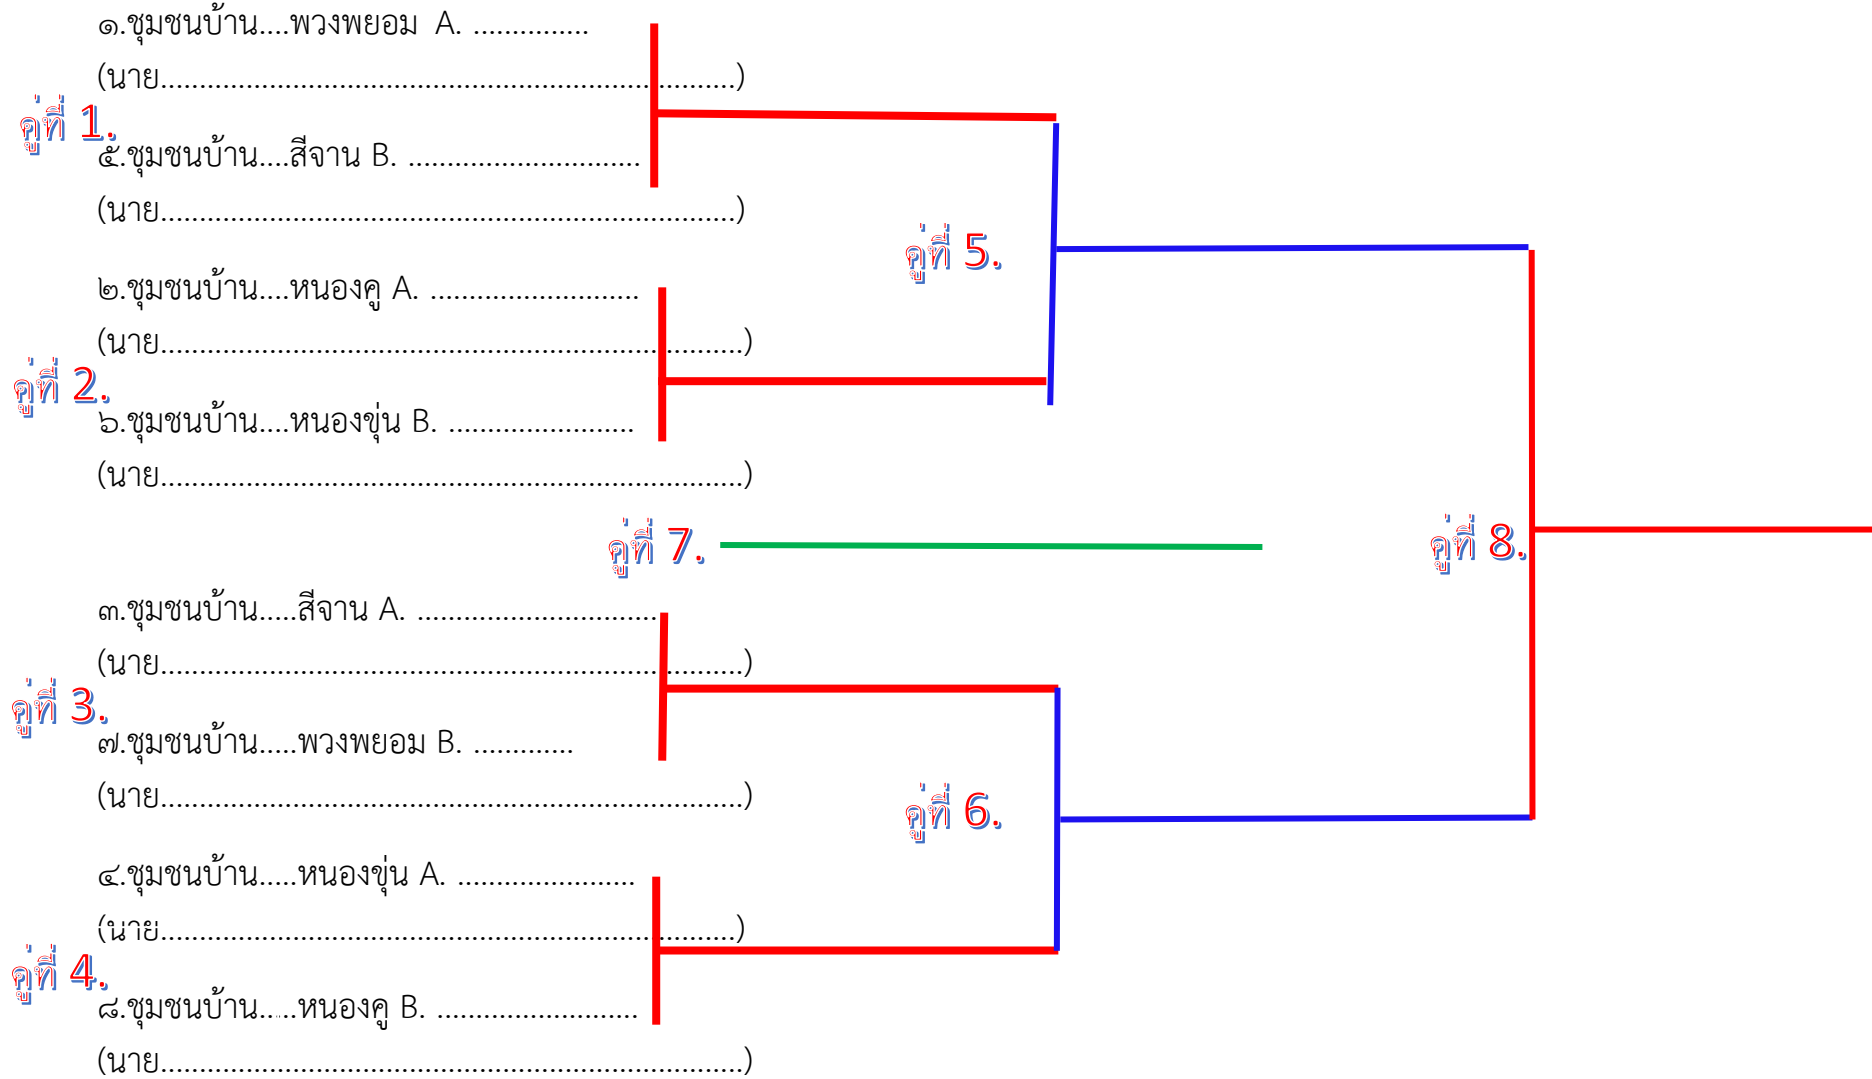 ๑.ชุมชนบ้าน....พวงพยอม A. ...............
(นาย..........................................................................)
คู่ที่ 1.
๕.ชุมชนบ้าน....สีจาน B. ..............................
(นาย..........................................................................)
คู่ที่ 5.
๒.ชุมชนบ้าน....หนองคู A. ...........................
(นาย...........................................................................)
คู่ที่ 2.
๖.ชุมชนบ้าน....หนองขุ่น B. ........................
(นาย...........................................................................)
คู่ที่ 7.
คู่ที่ 8.
๓.ชุมชนบ้าน.....สีจาน A. ...............................
(นาย...........................................................................)
คู่ที่ 3.
๗.ชุมชนบ้าน.....พวงพยอม B. .............
(นาย...........................................................................)
คู่ที่ 6.
๔.ชุมชนบ้าน.....หนองขุ่น A. .......................
(นาย..........................................................................)
คู่ที่ 4.
๘.ชุมชนบ้าน.....หนองคู B. ..........................
(นาย...........................................................................)